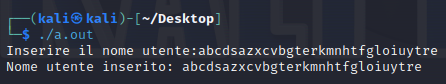 ┌──(kali㉿kali)-[~/Desktop]
└─$ ./a.out
Inserire il nome utente:abcdsazxcvbgterkmnhtfgloiuytre
Nome utente inserito: abcdsazxcvbgterkmnhtfgloiuytre